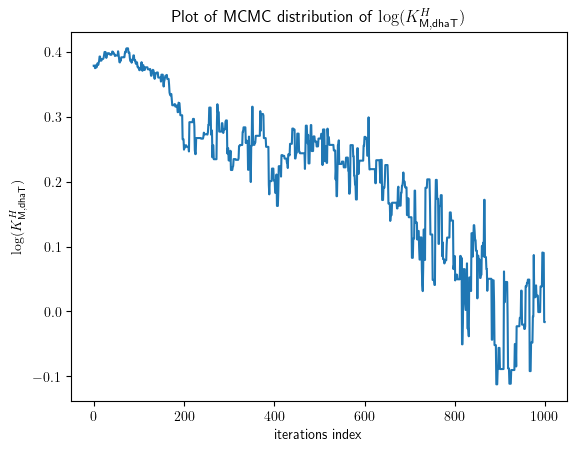 Plot of MCMC distribution of log(K^H_M,dhaT)
log(K^H_M,dhaT)
0.4
0.3
0.2
0.1
0.0
−0.1
0 200 400 600 800 1000
iterations index